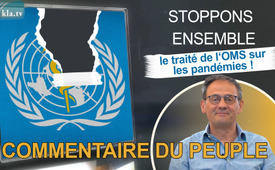 kla.tv
STOPPONS
ENSEMBLE
le traité de l'OMS sur
les pandémies !
COMMENTAIRE DU PEUPLE